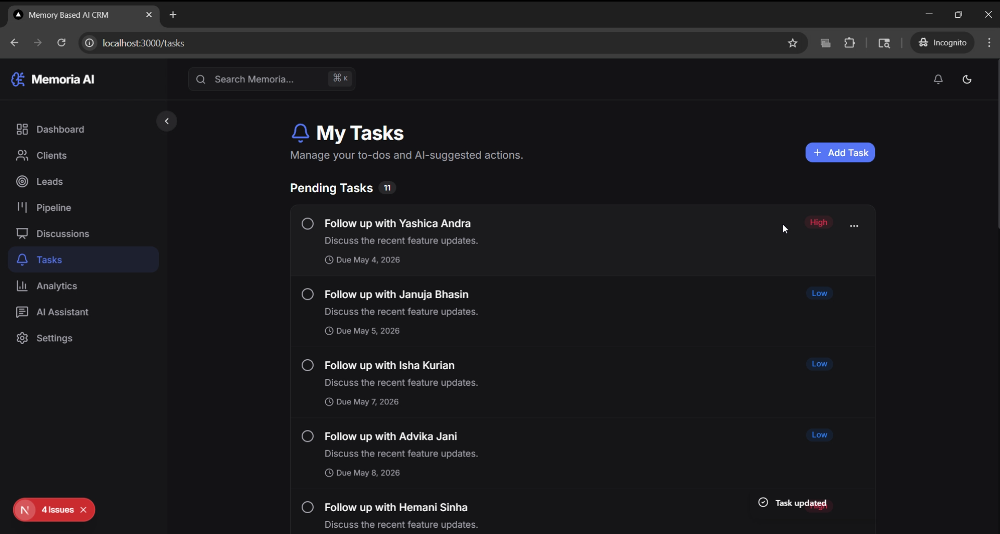 Memory Based AI CRM
localhost:3000/tasks
Incognito
Memoria AI
Search Memoria...
⌘ K
Dashboard
Clients
Leads
Pipeline
Discussions
Tasks
Analytics
AI Assistant
Settings
My Tasks
Manage your to-dos and AI-suggested actions.
+ Add Task
Pending Tasks 11
Follow up with Yashica Andra
High
Discuss the recent feature updates.
Due May 4, 2026
Follow up with Januja Bhasin
Low
Discuss the recent feature updates.
Due May 5, 2026
Follow up with Isha Kurian
Low
Discuss the recent feature updates.
Due May 7, 2026
Follow up with Advika Jani
Low
Discuss the recent feature updates.
Due May 8, 2026
Follow up with Hemani Sinha
High
Discuss the recent feature updates.
Task updated
N 4 Issues